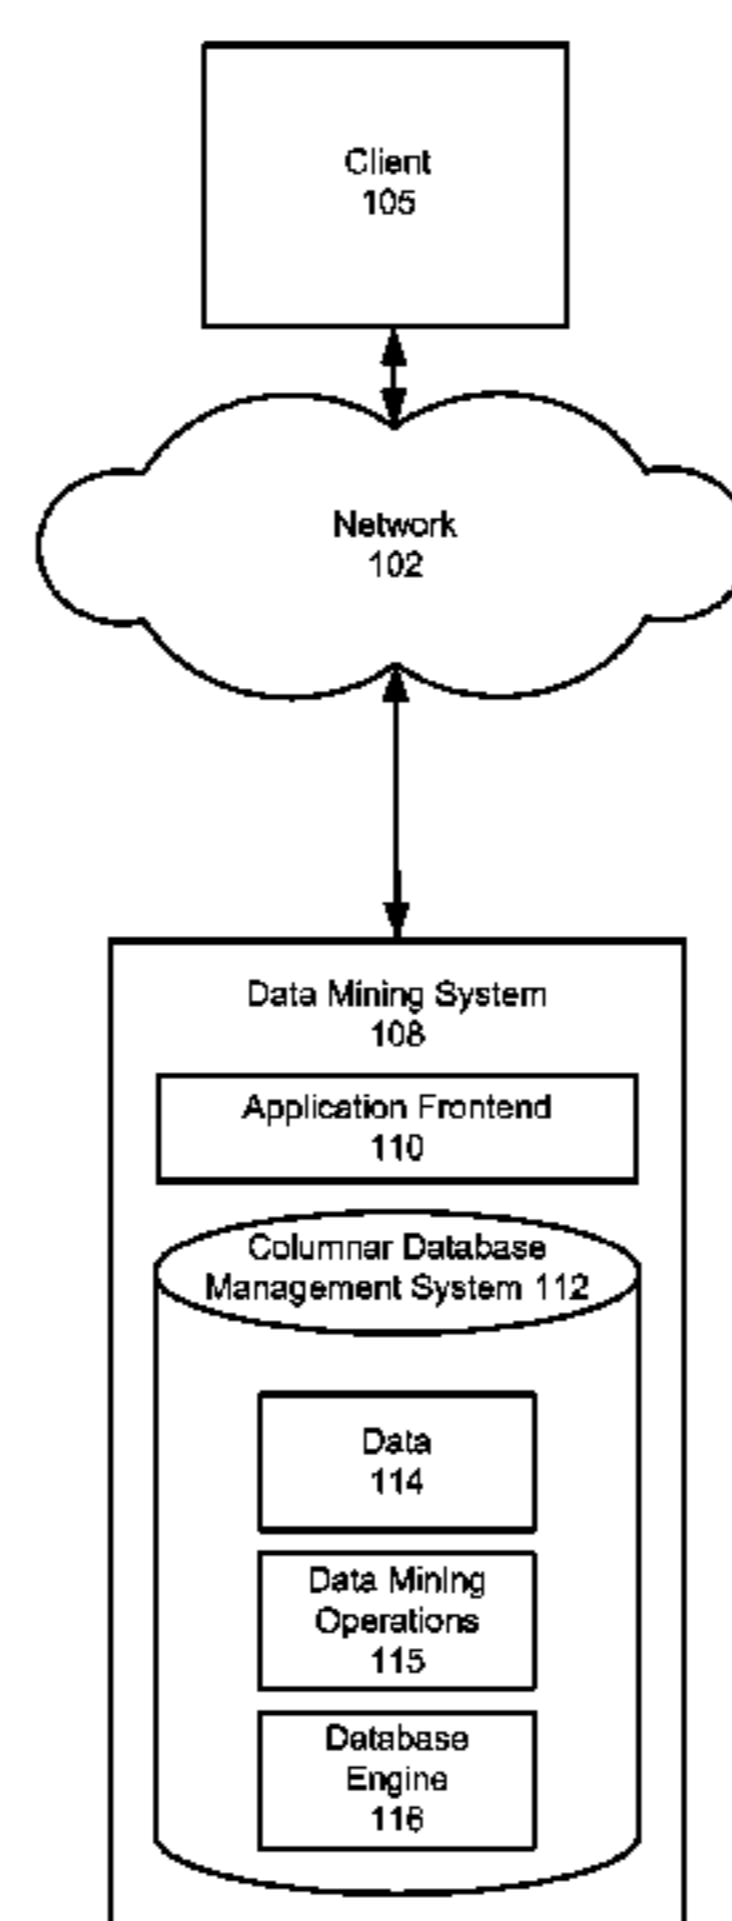 Client
105
Network
102
Data Mining System
108
Application Frontend
110
Columnar Database
Management System 112
Data
114
Data Mining
Operations
115
Database
Engine
116